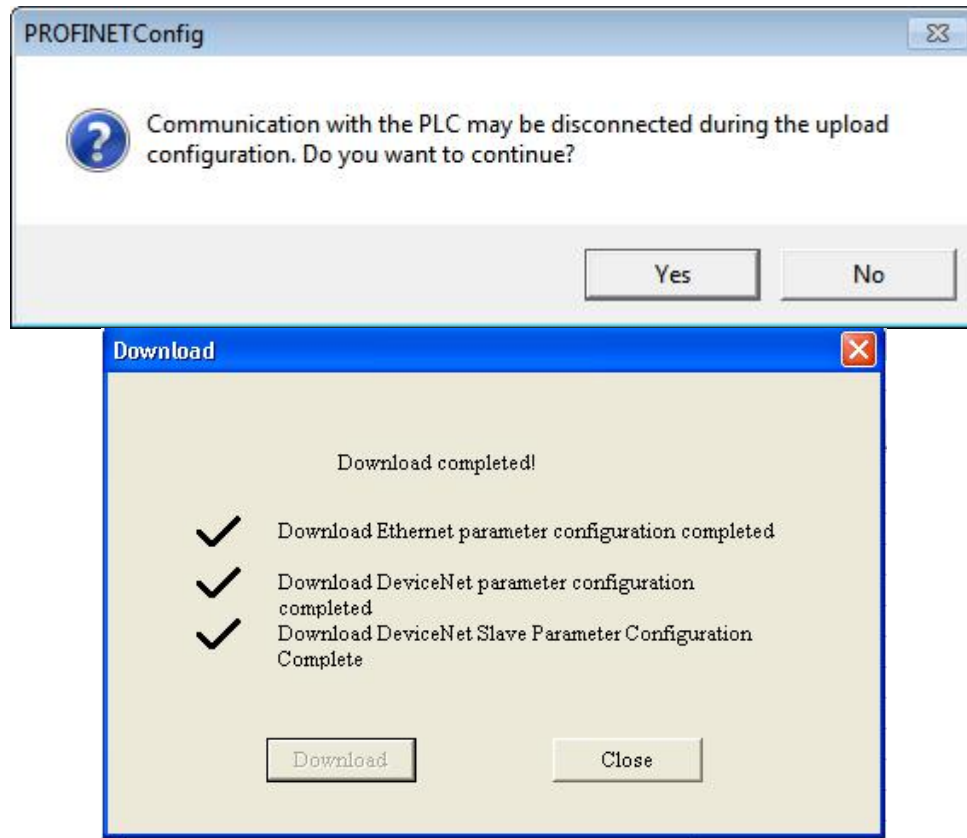 PROFINETConfig
Communication with the PLC may be disconnected during the upload
configuration. Do you want to continue?
Yes
No
Download
Download completed!
Download Ethernet parameter configuration completed
Download DeviceNet parameter configuration
completed
Download DeviceNet Slave Parameter Configuration
Complete
Download
Close